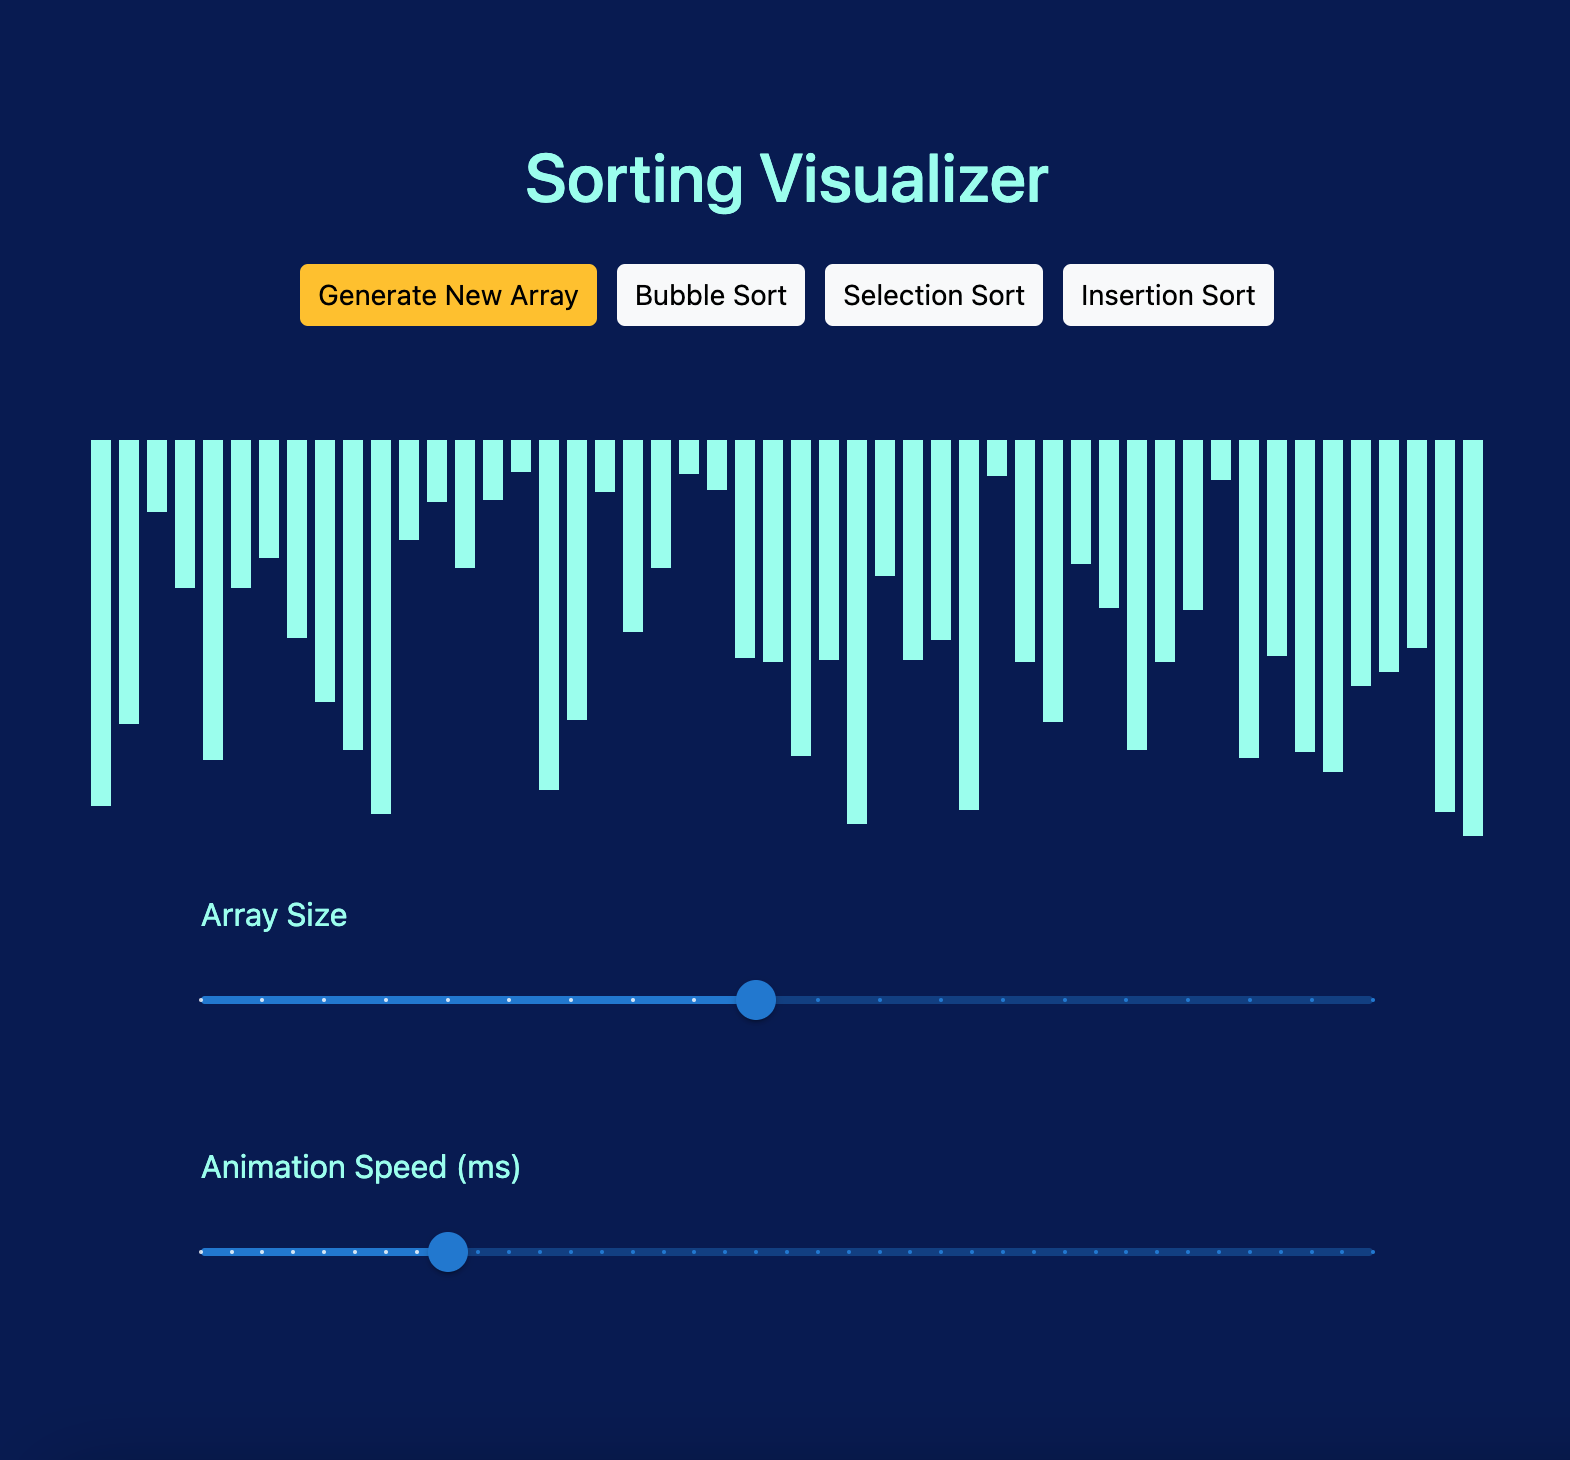 Sorting Visualizer
Generate New Array Bubble Sort Selection Sort Insertion Sort
Array Size
Animation Speed (ms)